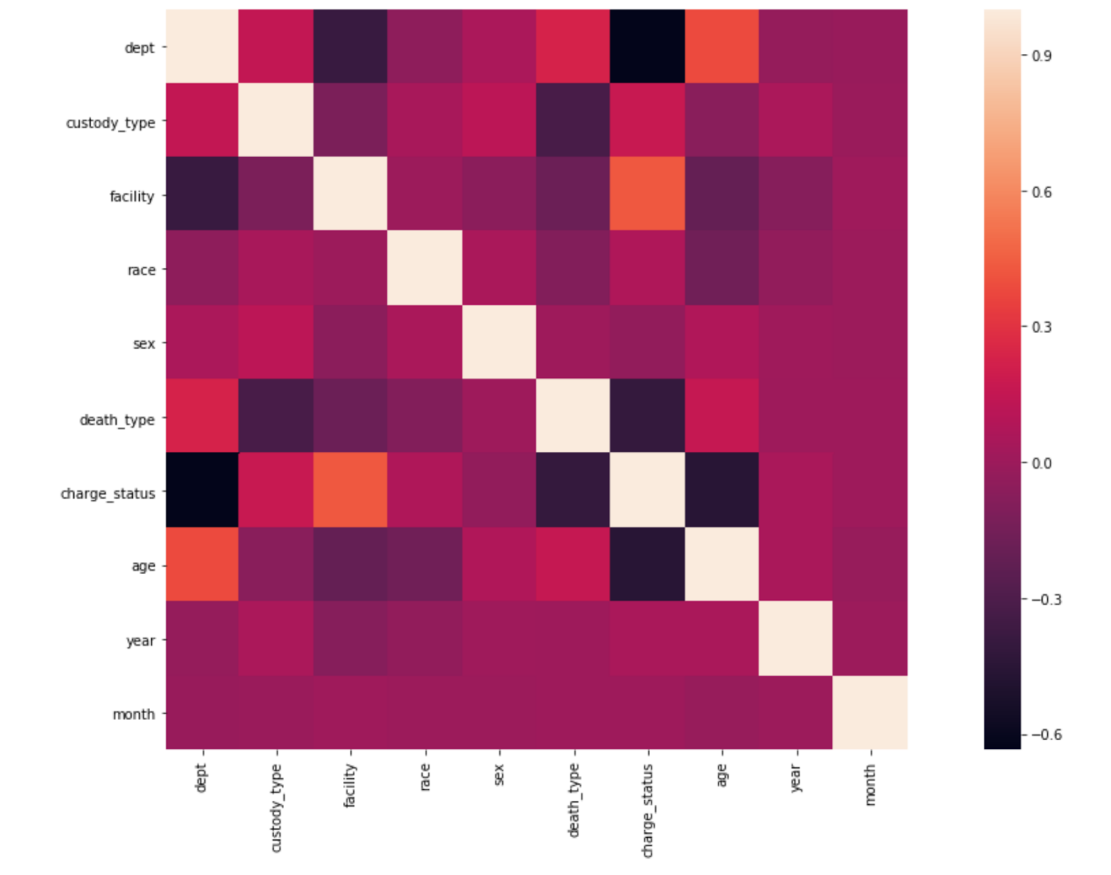 dept
custody_type
facility
race
sex
death_type
charge_status
age
year
month
dept
custody_type
facility
race
sex
death_type
charge_status
age
year
month
0.9
0.6
0.3
0.0
−0.3
−0.6